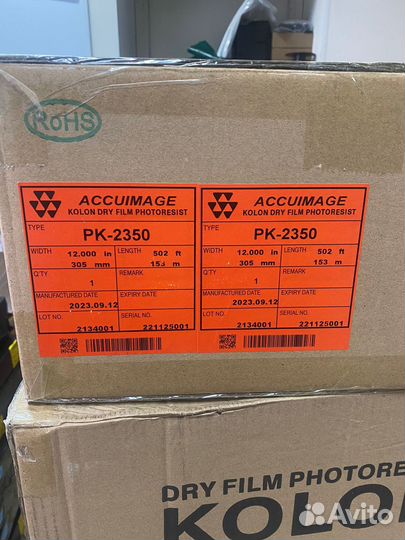 RoHS
ACCUIMAGE
KOLON DRY FILM PHOTORESIST
TYPE
PK-2350
WIDTH 12.000 in LENGTH 502 ft
305 mm 153 m
Q'TY 1 REMARK
MANUFACTURED DATE EXPIRY DATE
2023.09.12
LOT NO. SERIAL NO.
2134001 221125001
ACCUIMAGE
KOLON DRY FILM PHOTORESIST
TYPE
PK-2350
WIDTH 12.000 in LENGTH 502 ft
305 mm 153 m
Q'TY 1 REMARK
MANUFACTURED DATE EXPIRY DATE
2023.09.12
LOT NO. SERIAL NO.
2134001 221125001
DRY FILM PHOTORE
KOLON
Avito